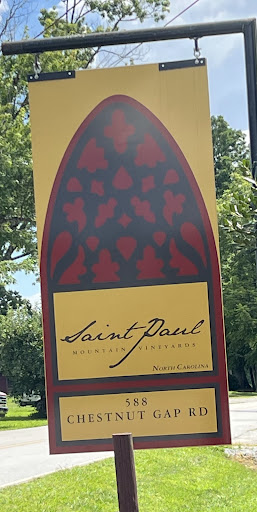 Saint Paul
MOUNTAIN VINEYARDS
NORTH CAROLINA
588
CHESTNUT GAP RD